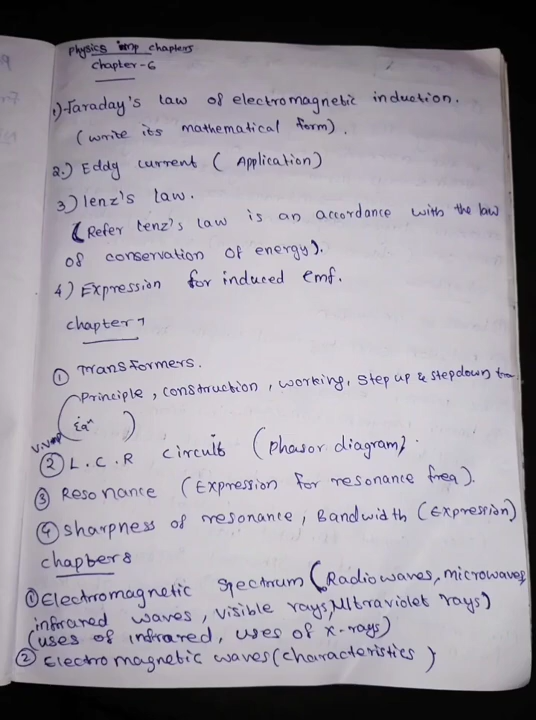 Physics imp chapters
Chapter-6
1) Faraday's law of electromagnetic induction.
(write its mathematical form).
2.) Eddy current ( Application)
3) lenz's law.
(Refer lenz's law is an accordance with the law
of conservation of energy).
4) Expression for induced emf.
chapter 7
① Transformers.
(Principle, construction, working, step up & stepdown
)
V.V.imp
② L.C.R circuits (phasor diagram).
③ Resonance (Expression for resonance freq).
④ sharpness of resonance, Bandwidth (Expression)
chapter 8
① Electromagnetic spectrum (Radiowaves, microwaves,
infrared waves, visible rays, Ultraviolet rays)
(uses of infrared, uses of x-rays)
② Electromagnetic waves (characteristics)